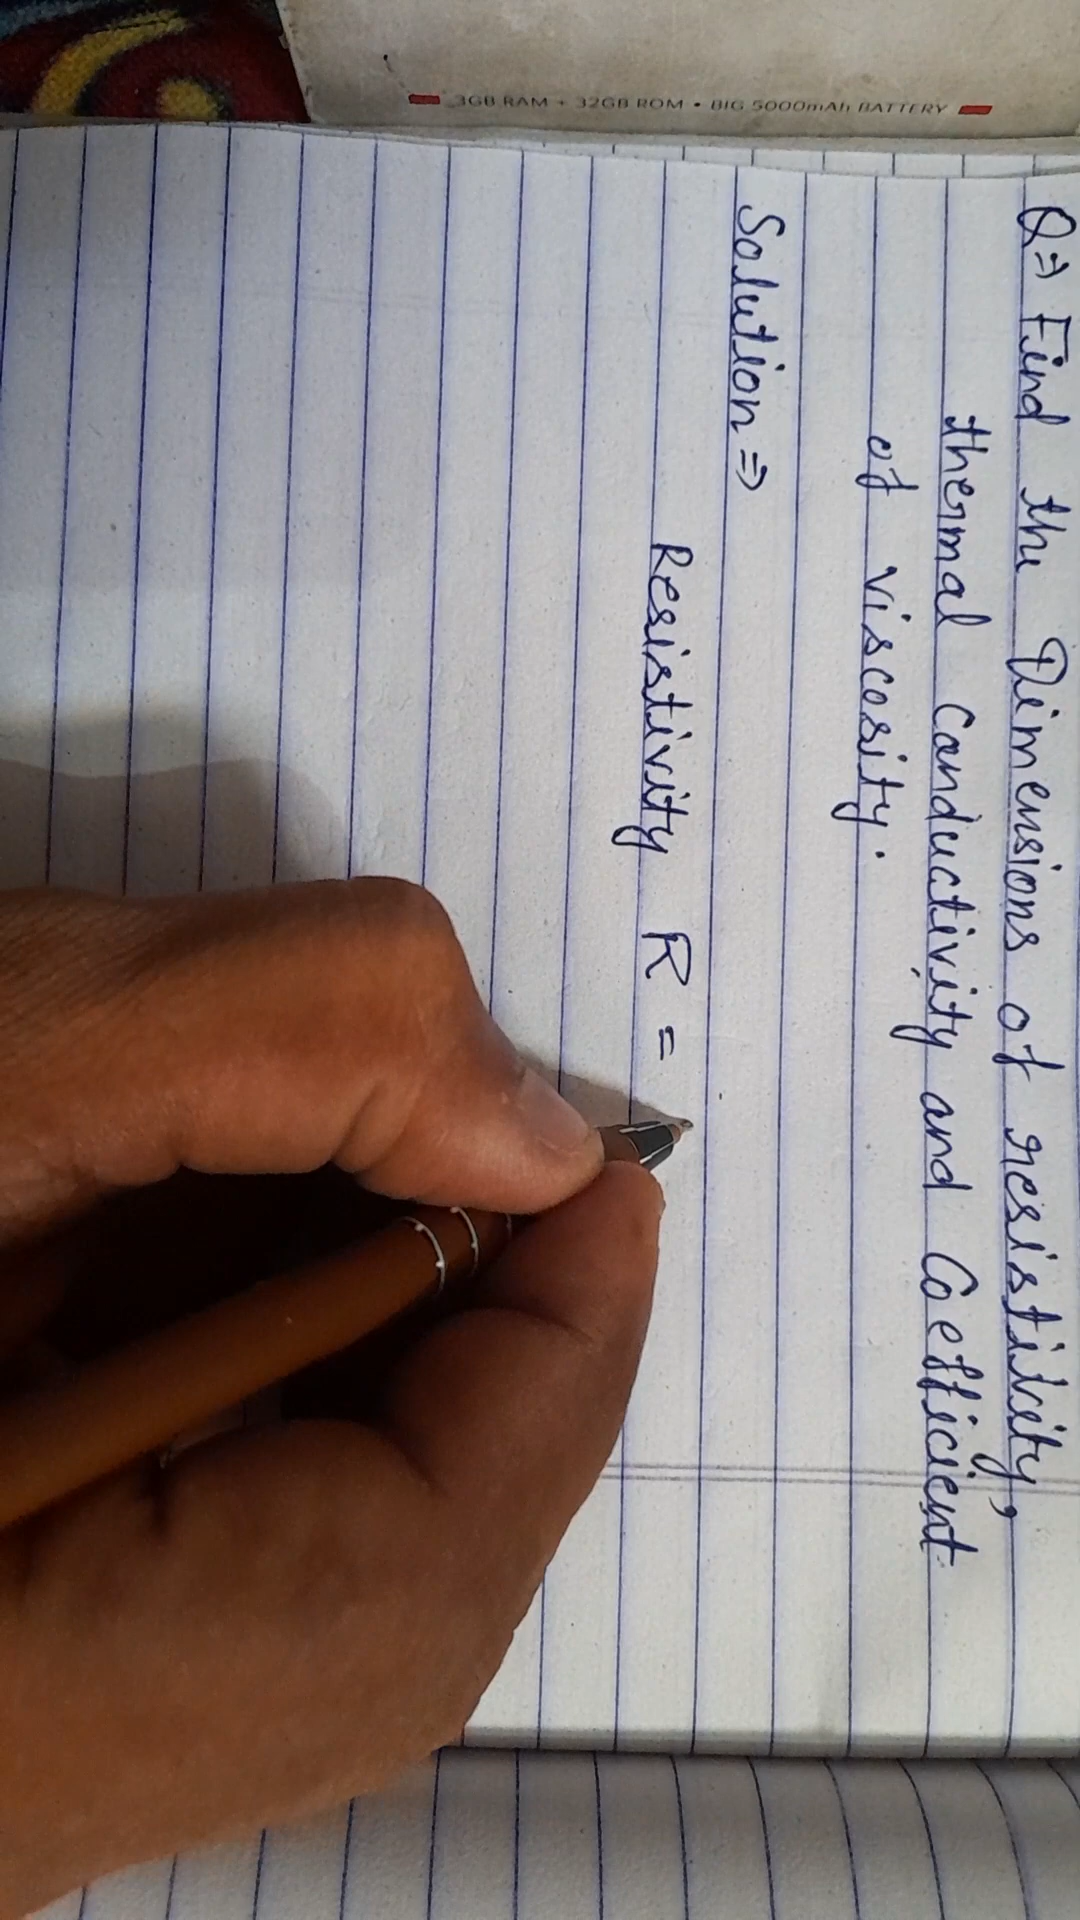 3GB RAM + 32GB ROM • BIG 5000mAh BATTERY
Q⇒ Find the Dimensions of resistivity,
thermal Conductivity and Coefficient
of viscosity.
Solution ⇒
Resistivity R =